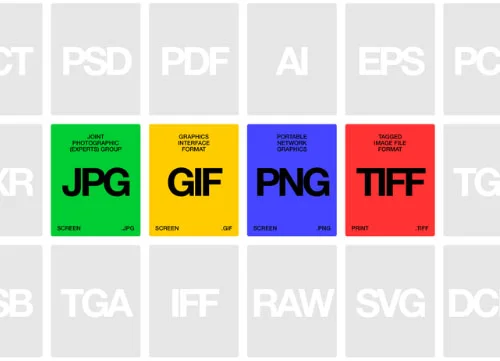 CT PSD PDF AI EPS PC
JOINT
PHOTOGRAPHIC
(EXPERTS) GROUP
JPG
SCREEN .JPG
GRAPHICS
INTERFACE
FORMAT
GIF
SCREEN .GIF
PORTABLE
NETWORK
GRAPHICS
PNG
SCREEN .PNG
TAGGED
IMAGE FILE
FORMAT
TIFF
PRINT .TIFF
XR
TG
SB TGA IFF RAW SVG DC